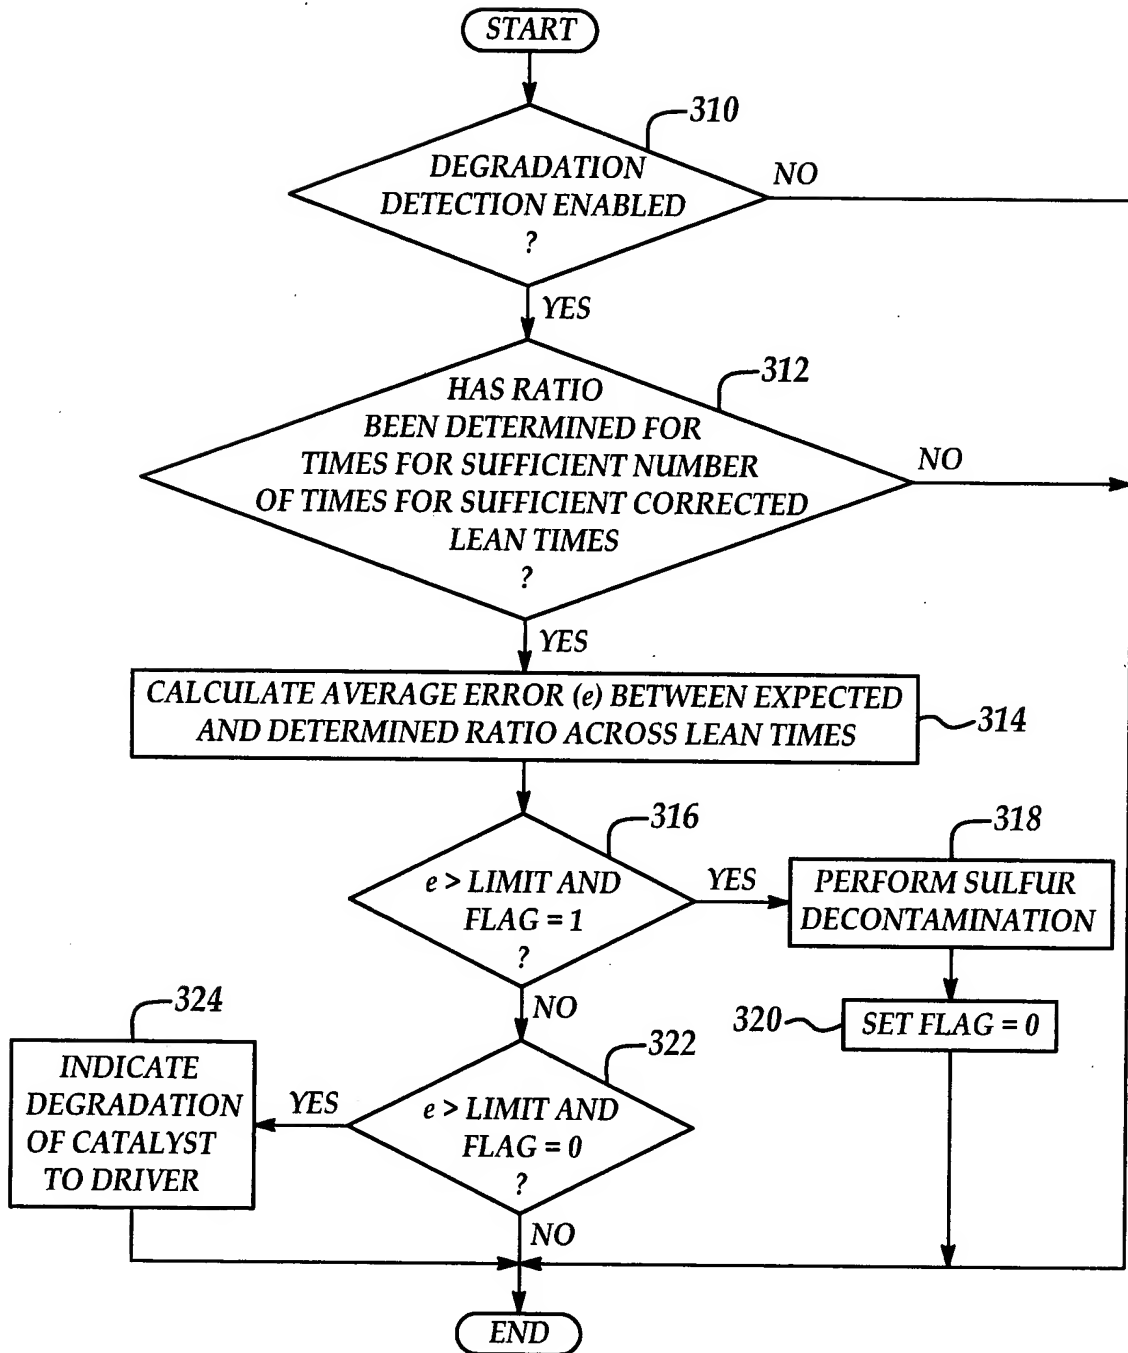 START
310
DEGRADATION
DETECTION ENABLED
?
NO
YES
312
HAS RATIO
BEEN DETERMINED FOR
TIMES FOR SUFFICIENT NUMBER
OF TIMES FOR SUFFICIENT CORRECTED
LEAN TIMES
?
NO
YES
CALCULATE AVERAGE ERROR (e) BETWEEN EXPECTED
AND DETERMINED RATIO ACROSS LEAN TIMES
314
316
e > LIMIT AND
FLAG = 1
?
YES
318
PERFORM SULFUR
DECONTAMINATION
NO
320
SET FLAG = 0
322
e > LIMIT AND
FLAG = 0
?
YES
324
INDICATE
DEGRADATION
OF CATALYST
TO DRIVER
NO
END